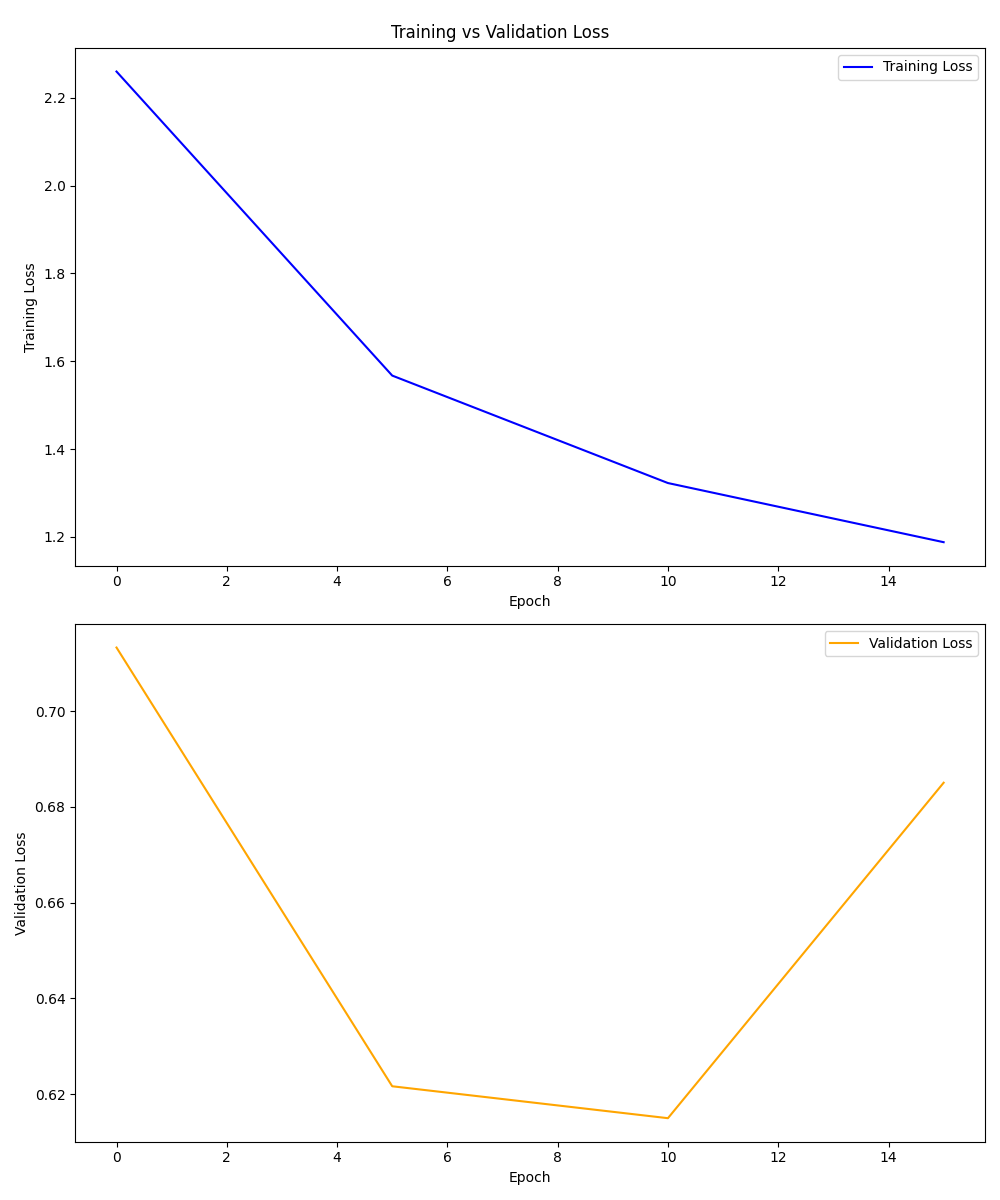 Training vs Validation Loss
Training Loss
2.2
2.0
1.8
1.6
1.4
1.2
Training Loss
0 2 4 6 8 10 12 14
Epoch
Validation Loss
0.70
0.68
0.66
0.64
0.62
Validation Loss
0 2 4 6 8 10 12 14
Epoch